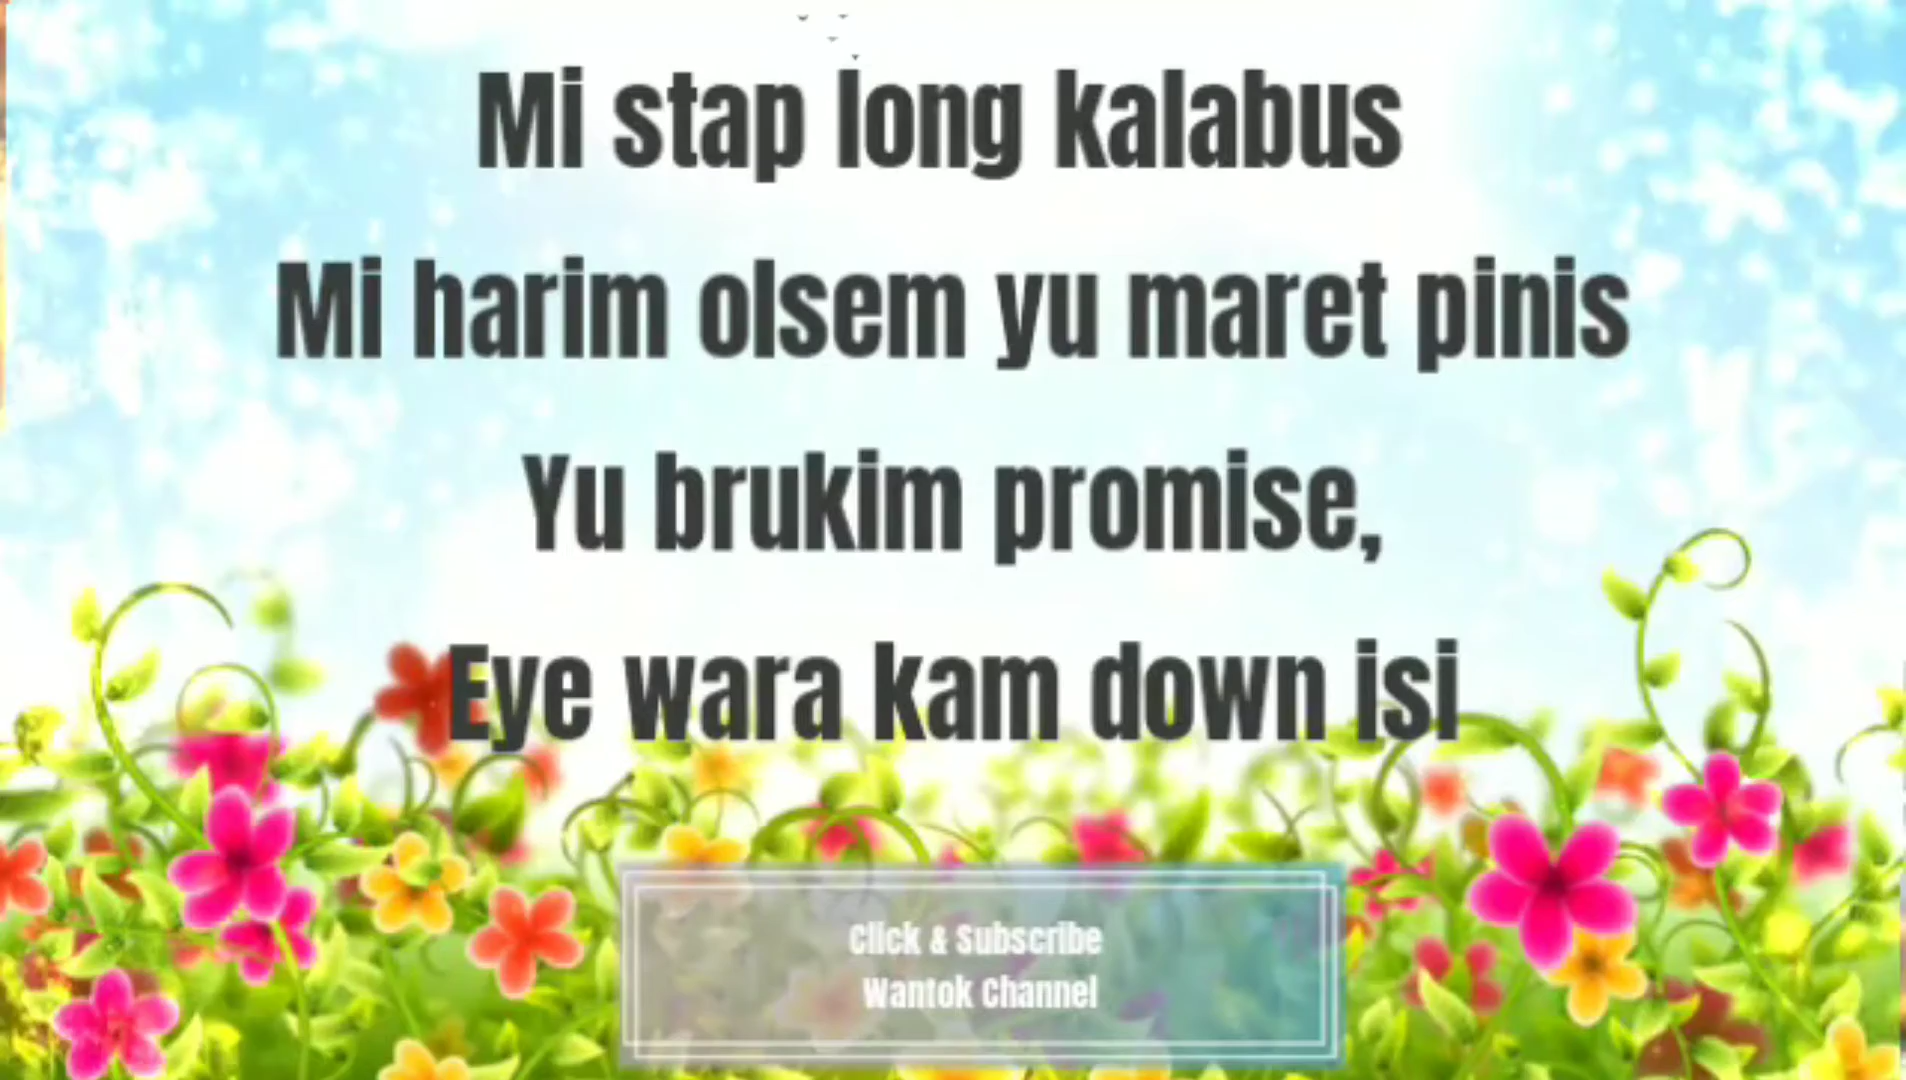 Mi stap long kalabus
Mi harim olsem yu maret pinis
Yu brukim promise,
Eye wara kam down isi
Click & Subscribe
Wantok Channel